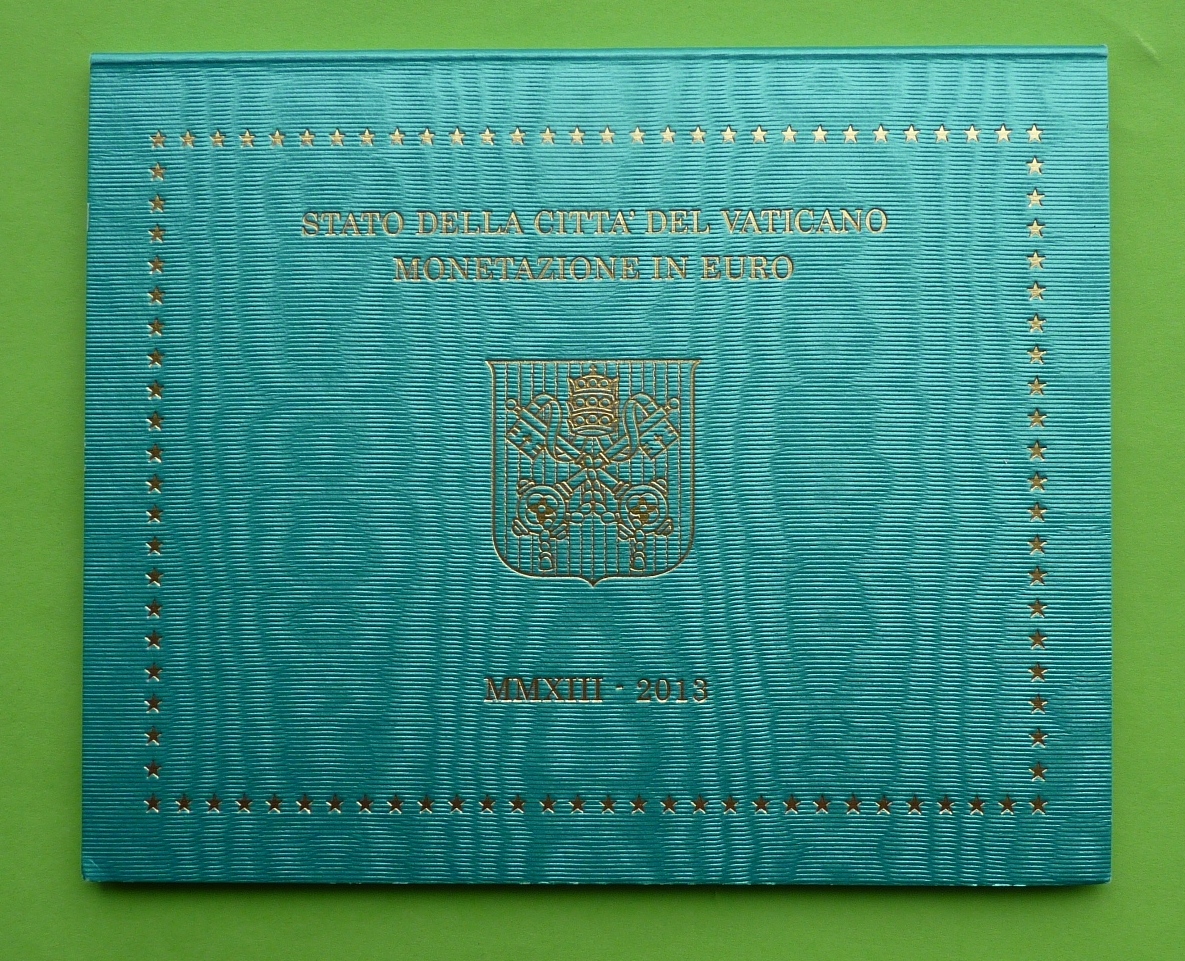 STATO DELLA CITTA' DEL VATICANO
MONETAZIONE IN EURO
MMXIII - 2013